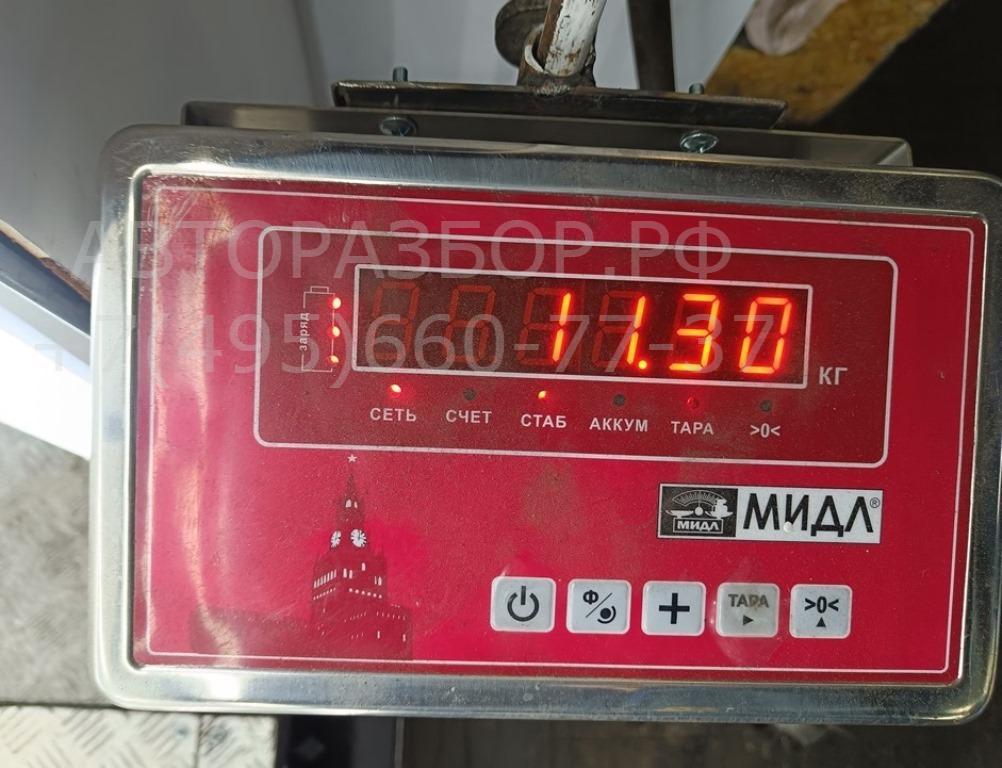 АВТОРАЗБОР.РФ
+7(495)660-77-37
заряд
11.30
КГ
СЕТЬ СЧЕТ СТАБ АККУМ ТАРА >0<
МИДЛ МИДЛ®
Ф + ТАРА >0<